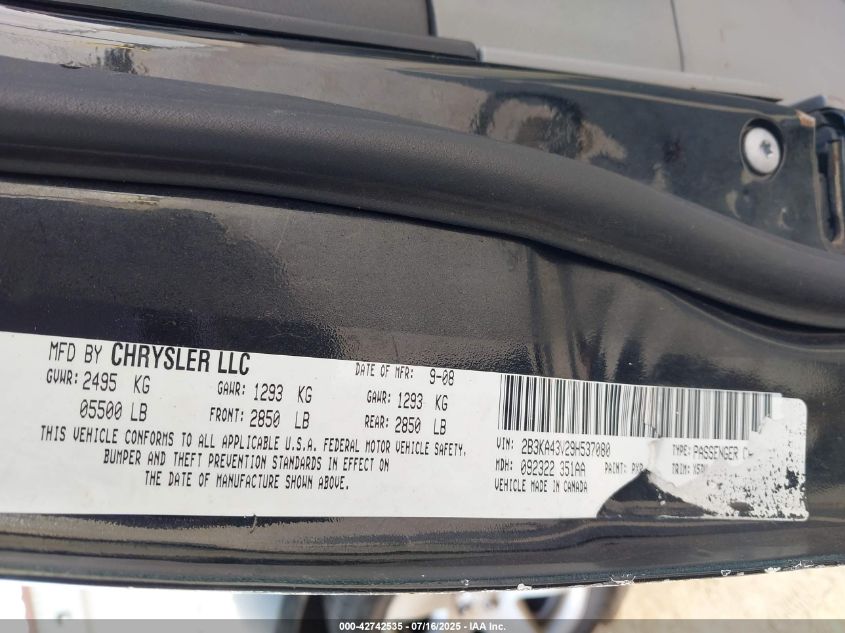 MFD BY CHRYSLER LLC
DATE OF MFR: 9-08
GVWR: 2495 KG
05500 LB
GAWR: 1293 KG
FRONT: 2850 LB
GAWR: 1293 KG
REAR: 2850 LB
THIS VEHICLE CONFORMS TO ALL APPLICABLE U.S.A. FEDERAL MOTOR VEHICLE SAFETY,
BUMPER AND THEFT PREVENTION STANDARDS IN EFFECT ON
THE DATE OF MANUFACTURE SHOWN ABOVE.
VIN: 2B3KA43V29H537080
TYPE: PASSENGER
MDH: 092322 351AA
PAINT:
TRIM:
VEHICLE MADE IN CANADA
000-42742535 - 07/16/2025 - IAA Inc.